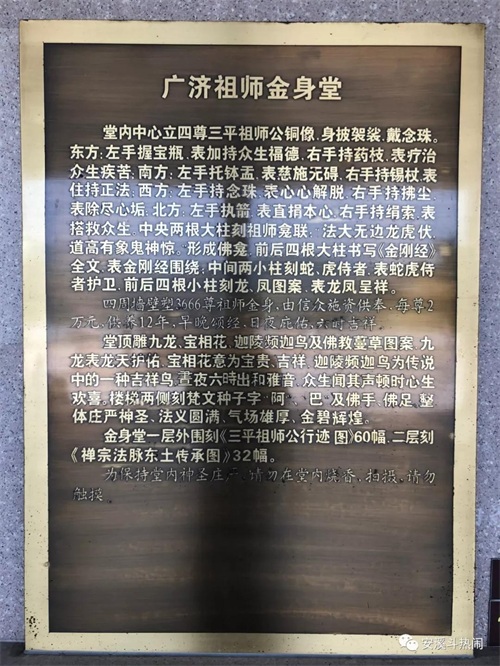 广济祖师金身堂
堂内中心立四尊三平祖师公铜像，身披袈裟，戴念珠。
东方：左手握宝瓶，表加持众生福德，右手持药枝，表疗治
众生疾苦；南方：左手托钵盂，表慈施无碍，右手持锡杖，表
住持正法，西方：左手持念珠，表心心解脱，右手持拂尘，
表除尽心垢，北方，左手执箭，表直指本心，右手持绢索，表
搭救众生，中央两根大柱刻祖师龛联，“法大无边龙虎伏，
道高有象鬼神惊。”形成佛龛，前后四根大柱书写《金刚经》
全文，表金刚经围绕；中间两小柱刻蛇、虎侍者，表蛇虎侍
者护卫，前后四根小柱刻龙、凤图案，表龙凤呈祥。
四周墙壁塑3666尊祖师金身，由信众施资供奉，每尊2
万元，供养12年，早晚颂经，日夜庇佑，六时吉祥。
堂顶雕九龙、宝相花、迦陵频迦鸟及佛教蔓草图案，九
龙表龙天护佑，宝相花意为宝贵、吉祥，迦陵频迦鸟为传说
中的一种吉祥鸟，昼夜六時出和雅音，众生闻其声顿时心生
欢喜。楼梯两侧刻梵文种子字“阿”、“巴”及佛手、佛足，整
体庄严神圣、法义圆满、气场雄厚、金碧辉煌。
金身堂一层外围刻《三平祖师公行迹图》60幅，二层刻
《禅宗法脉东土传承图》32幅。
为保持堂内神圣庄严，请勿在堂内烧香，拍摄，请勿
触摸
安溪斗热闹